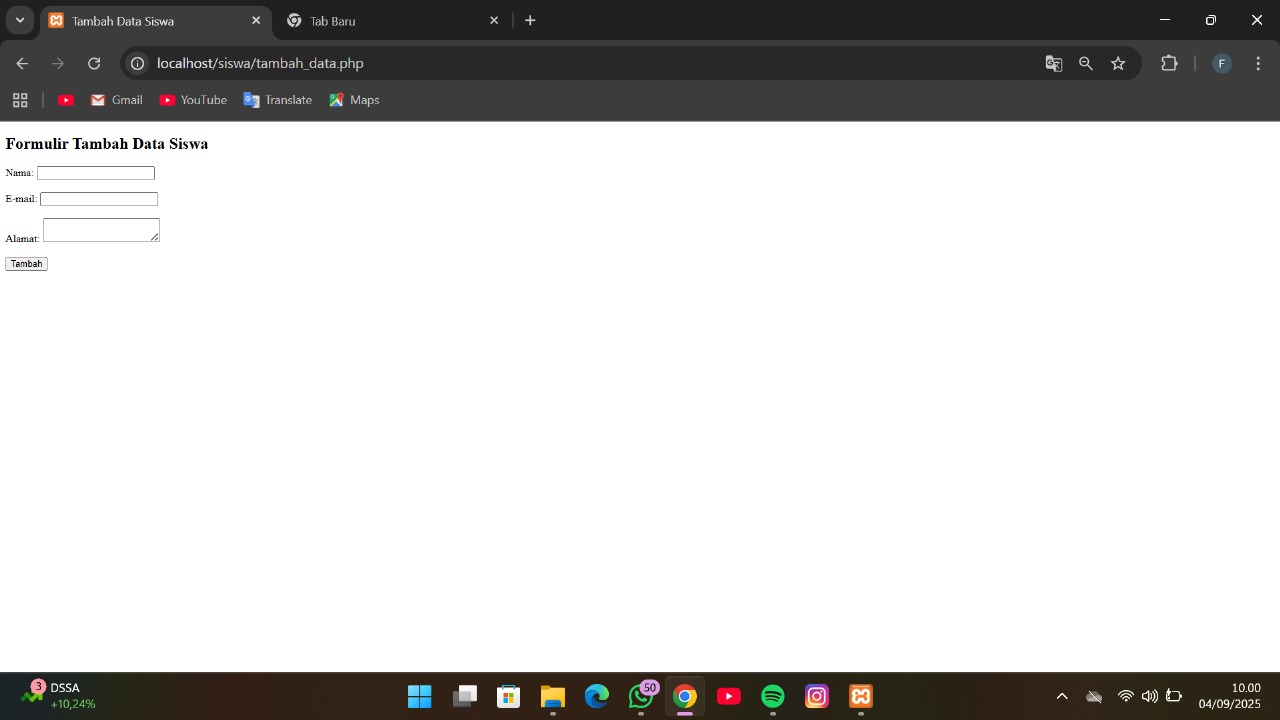 Tambah Data Siswa
Tab Baru
localhost/siswa/tambah_data.php
F
Gmail
YouTube
Translate
Maps
Formulir Tambah Data Siswa
Nama:
E-mail:
Alamat:
Tambah
3
DSSA
+10,24%
50
10.00
04/09/2025